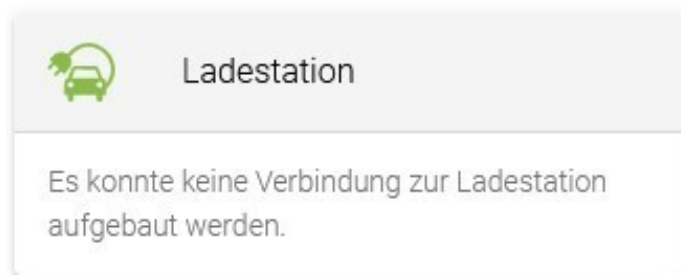 Ladestation
Es konnte keine Verbindung zur Ladestation
aufgebaut werden.